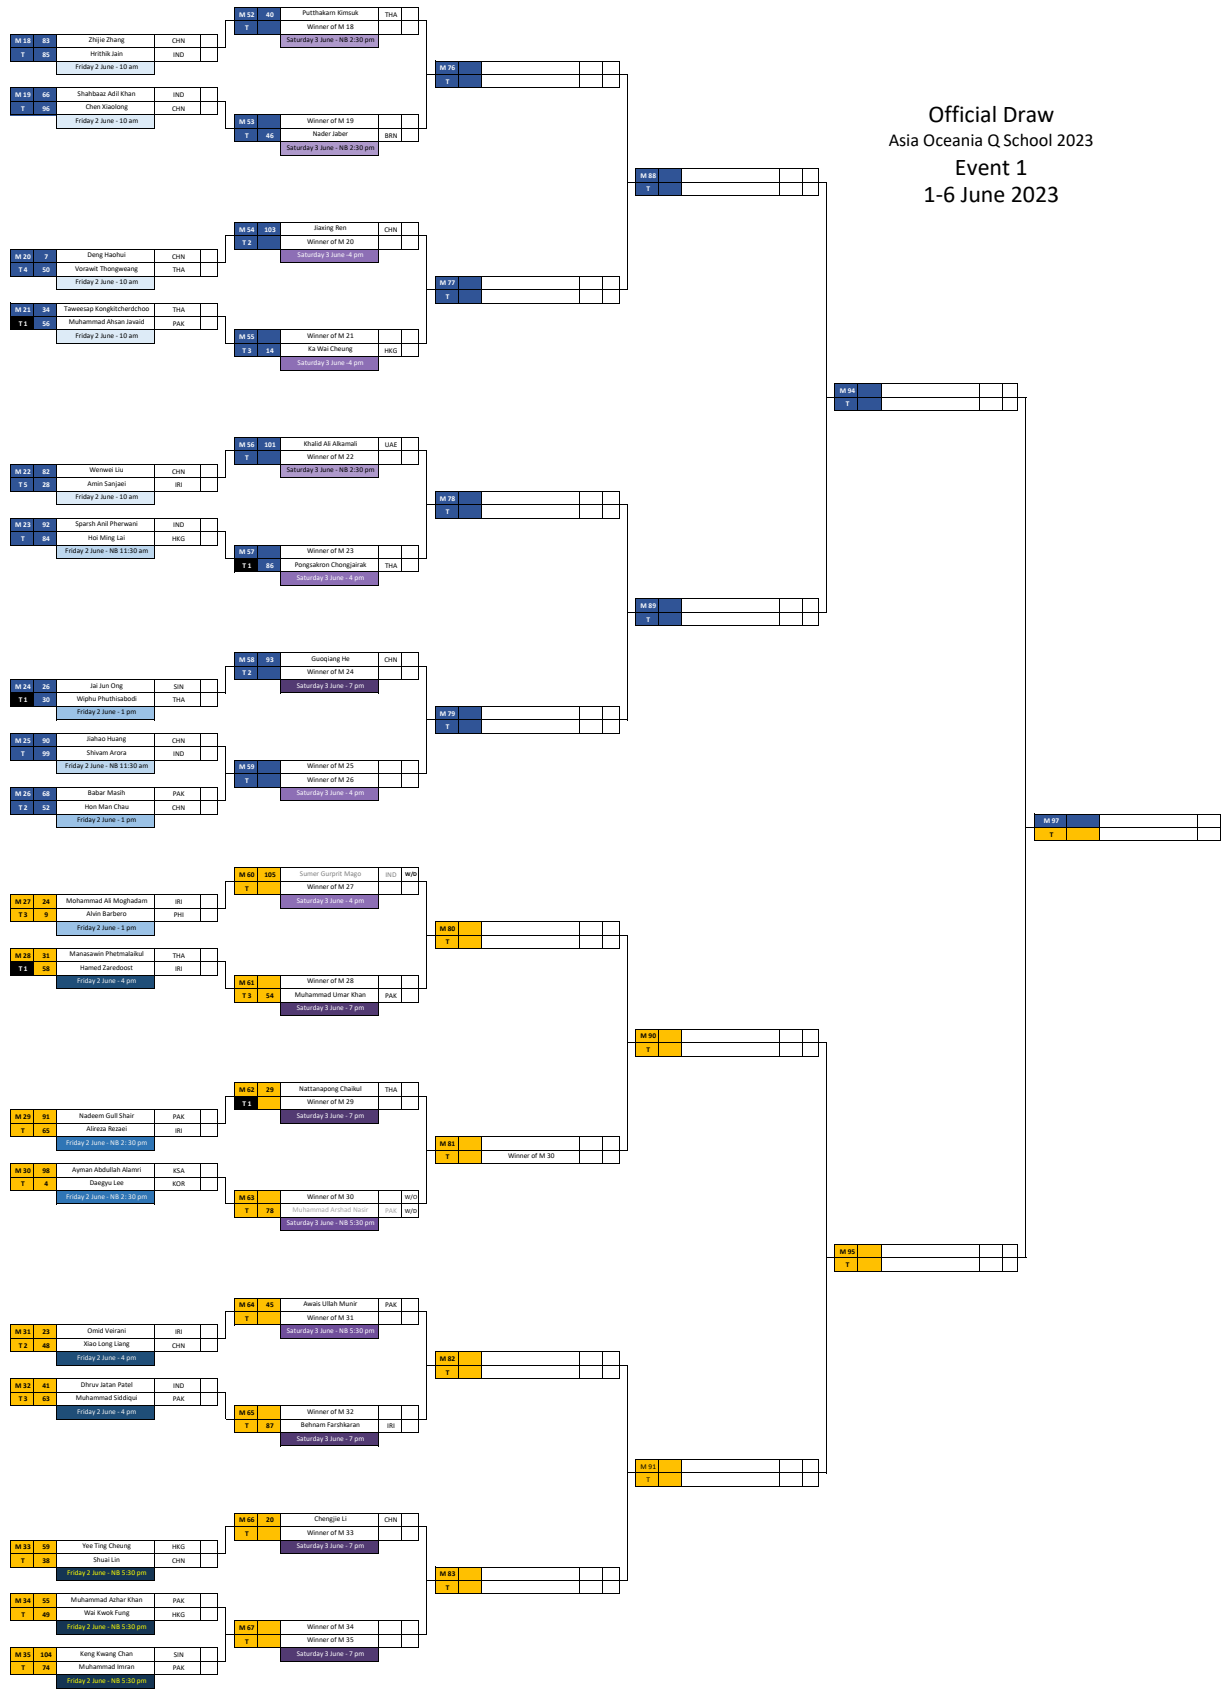 Official Draw
Asia Oceania Q School 2023
Event 1
1-6 June 2023
M 18 83 Zhijie Zhang CHN
T 85 Hrithik Jain IND
Friday 2 June - 10 am
M 19 66 Shahbaaz Adil Khan IND
T 96 Chen Xiaolong CHN
Friday 2 June - 10 am
M 20 7 Deng Haohui CHN
T 4 50 Vorawit Thongweang THA
Friday 2 June - 10 am
M 21 34 Taweesap Kongkitcherdchoo THA
T 1 56 Muhammad Ahsan Javaid PAK
Friday 2 June - 10 am
M 22 82 Wenwei Liu CHN
T 5 28 Amin Sanjaei IRI
Friday 2 June - 10 am
M 23 92 Sparsh Anil Pherwani IND
T 84 Hoi Ming Lai HKG
Friday 2 June - NB 11:30 am
M 24 26 Jai Jun Ong SIN
T 1 30 Wiphu Phuthisabodi THA
Friday 2 June - 1 pm
M 25 90 Jiahao Huang CHN
T 99 Shivam Arora IND
Friday 2 June - NB 11:30 am
M 26 68 Babar Masih PAK
T 2 52 Hon Man Chau CHN
Friday 2 June - 1 pm
M 27 24 Mohammad Ali Moghadam IRI
T 3 9 Alvin Barbero PHI
Friday 2 June - 1 pm
M 28 31 Manasawin Phetmalaikul THA
T 1 58 Hamed Zaredoost IRI
Friday 2 June - 4 pm
M 29 91 Nadeem Gull Shair PAK
T 65 Alireza Rezaei IRI
Friday 2 June - NB 2: 30 pm
M 30 98 Ayman Abdullah Alamri KSA
T 4 Daegyu Lee KOR
Friday 2 June - NB 2: 30 pm
M 31 23 Omid Veirani IRI
T 2 48 Xiao Long Liang CHN
Friday 2 June - 4 pm
M 32 41 Dhruv Jatan Patel IND
T 3 63 Muhammad Siddiqui PAK
Friday 2 June - 4 pm
M 33 59 Yee Ting Cheung HKG
T 38 Shuai Lin CHN
Friday 2 June - NB 5:30 pm
M 34 55 Muhammad Azhar Khan PAK
T 49 Wai Kwok Fung HKG
Friday 2 June - NB 5:30 pm
M 35 104 Keng Kwang Chan SIN
T 74 Muhammad Imran PAK
Friday 2 June - NB 5:30 pm
M 52 40 Putthakarn Kimsuk THA
T Winner of M 18
Saturday 3 June - NB 2:30 pm
M 53 Winner of M 19
T 46 Nader Jaber BRN
Saturday 3 June - NB 2:30 pm
M 54 103 Jiaxing Ren CHN
T 2 Winner of M 20
Saturday 3 June -4 pm
M 55 Winner of M 21
T 3 14 Ka Wai Cheung HKG
Saturday 3 June -4 pm
M 56 101 Khalid Ali Alkamali UAE
T Winner of M 22
Saturday 3 June - NB 2:30 pm
M 57 Winner of M 23
T 1 86 Pongsakron Chongjairak THA
Saturday 3 June - 4 pm
M 58 93 Guoqiang He CHN
T 2 Winner of M 24
Saturday 3 June - 7 pm
M 59 Winner of M 25
T Winner of M 26
Saturday 3 June - 4 pm
M 60 105 Sumer Gurprit Mago IND W/D
T Winner of M 27
Saturday 3 June - 4 pm
M 61 Winner of M 28
T 3 54 Muhammad Umar Khan PAK
Saturday 3 June - 7 pm
M 62 29 Nattanapong Chaikul THA
T 1 Winner of M 29
Saturday 3 June - 7 pm
M 63 Winner of M 30 W/O
T 78 Muhammad Arshad Nasir PAK W/D
Saturday 3 June - NB 5:30 pm
M 64 45 Awais Ullah Munir PAK
T Winner of M 31
Saturday 3 June - NB 5:30 pm
M 65 Winner of M 32
T 87 Behnam Farshkaran IRI
Saturday 3 June - 7 pm
M 66 20 Chengjie Li CHN
T Winner of M 33
Saturday 3 June - 7 pm
M 67 Winner of M 34
T Winner of M 35
Saturday 3 June - 7 pm
M 76
T
M 77
T
M 78
T
M 79
T
M 80
T
M 81
T Winner of M 30
M 82
T
M 83
T
M 88
T
M 89
T
M 90
T
M 91
T
M 94
T
M 95
T
M 97
T